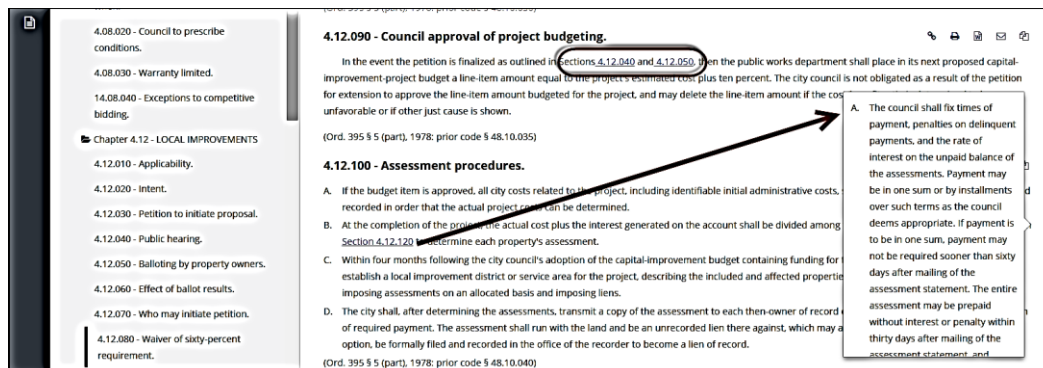 4.08.020 - Council to prescribe
conditions.
4.08.030 - Warranty limited.
14.08.040 - Exceptions to competitive
bidding.
Chapter 4.12 - LOCAL IMPROVEMENTS
4.12.010 - Applicability.
4.12.020 - Intent.
4.12.030 - Petition to initiate proposal.
4.12.040 - Public hearing.
4.12.050 - Balloting by property owners.
4.12.060 - Effect of ballot results.
4.12.070 - Who may initiate petition.
4.12.080 - Waiver of sixty-percent
requirement.
4.12.090 - Council approval of project budgeting.
In the event the petition is finalized as outlined in Sections 4.12.040 and 4.12.050, then the public works department shall place in its next proposed capital-
improvement-project budget a line-item amount equal to the project's estimated cost plus ten percent. The city council is not obligated as a result of the petition
for extension to approve the line-item amount budgeted for the project, and may delete the line-item amount if the
unfavorable or if other just cause is shown.
(Ord. 395 § 5 (part), 1978: prior code § 48.10.035)
4.12.100 - Assessment procedures.
A. If the budget item is approved, all city costs related to the project, including identifiable initial administrative costs,
recorded in order that the actual project costs can be determined.
B. At the completion of the project, the actual cost plus the interest generated on the account shall be divided among
Section 4.12.120 to determine each property's assessment.
C. Within four months following the city council's adoption of the capital-improvement budget containing funding for
establish a local improvement district or service area for the project, describing the included and affected
imposing assessments on an allocated basis and imposing liens.
D. The city shall, after determining the assessments, transmit a copy of the assessment to each then-owner of record
of required payment. The assessment shall run with the land and be an unrecorded lien there against, which may
option, be formally filed and recorded in the office of the recorder to become a lien of record.
(Ord. 395 § 5 (part), 1978: prior code § 48.10.040)
A. The council shall fix times of
payment, penalties on delinquent
payments, and the rate of
interest on the unpaid balance of
the assessments. Payment may
be in one sum or by installments
over such terms as the council
deems appropriate. If payment is
to be in one sum, payment may
not be required sooner than sixty
days after mailing of the
assessment statement. The entire
assessment may be prepaid
without interest or penalty within
thirty days after mailing of the
assessment statement, and